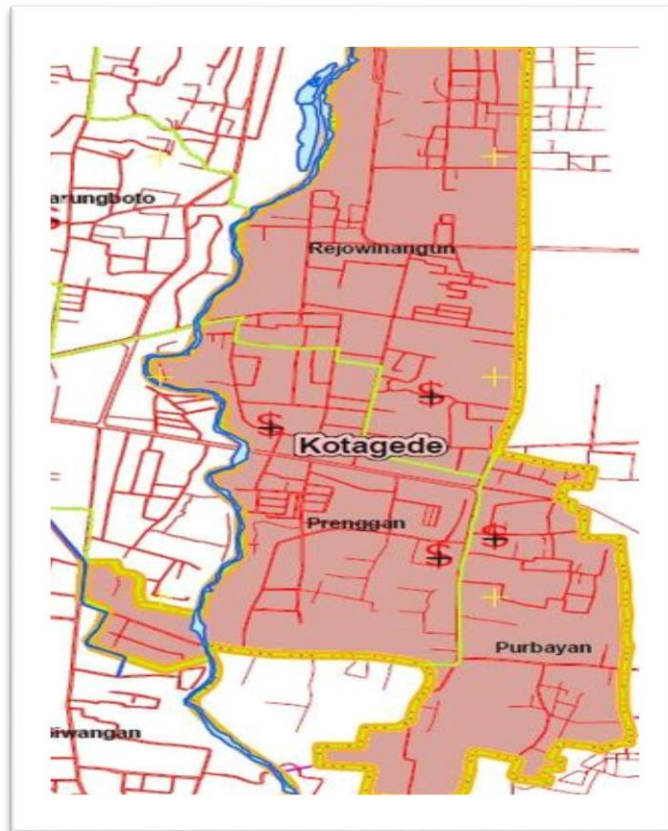 arungboto
Rejowinangun
Kotagede
Prenggan
Purbayan
iwangan